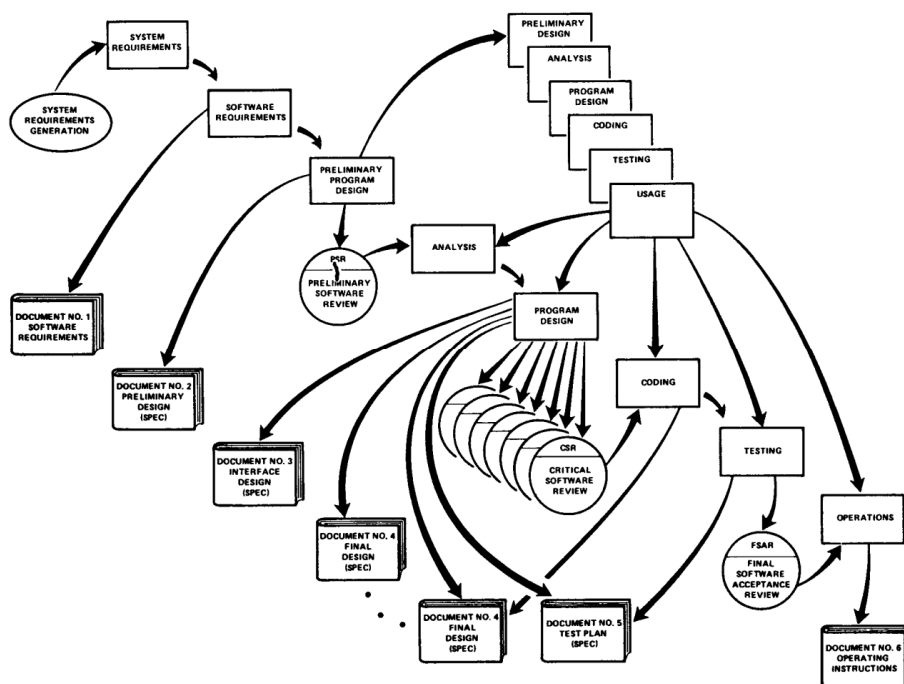 PRELIMINARY
DESIGN
SYSTEM
REQUIREMENTS
ANALYSIS
SYSTEM
REQUIREMENTS
GENERATION
SOFTWARE
REQUIREMENTS
PROGRAM
DESIGN
CODING
TESTING
PRELIMINARY
PROGRAM
DESIGN
USAGE
ANALYSIS
PSR
PRELIMINARY
SOFTWARE
REVIEW
PROGRAM
DESIGN
DOCUMENT NO. 1
SOFTWARE
REQUIREMENTS
DOCUMENT NO. 2
PRELIMINARY
DESIGN
(SPEC)
CODING
TESTING
CSR
CRITICAL
SOFTWARE
REVIEW
DOCUMENT NO. 3
INTERFACE
DESIGN
(SPEC)
OPERATIONS
DOCUMENT NO. 4
FINAL
DESIGN
(SPEC)
FSAR
FINAL
SOFTWARE
ACCEPTANCE
REVIEW
DOCUMENT NO. 4
FINAL
DESIGN
(SPEC)
DOCUMENT NO. 5
TEST PLAN
(SPEC)
DOCUMENT NO. 6
OPERATING
INSTRUCTIONS